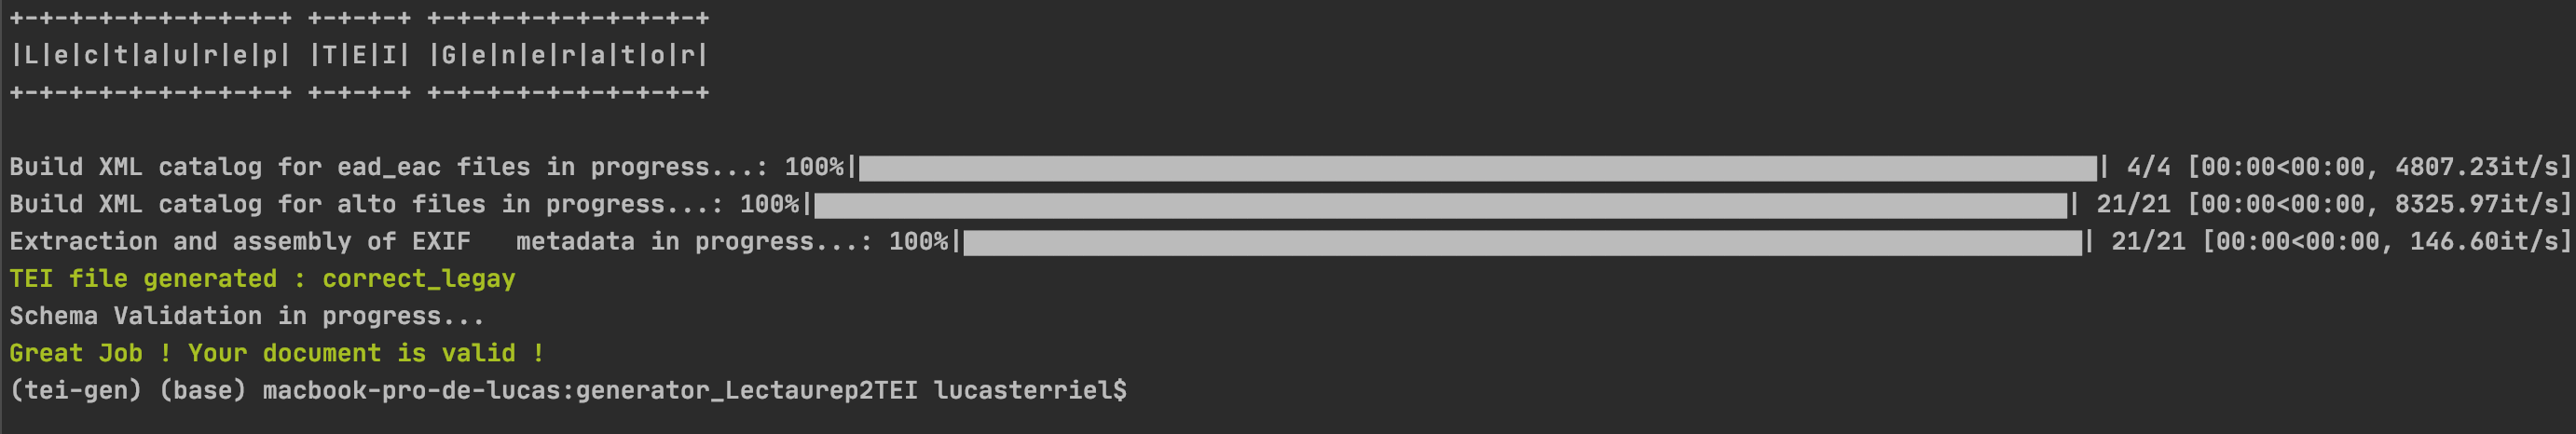 +-+-+-+-+-+-+-+-+-+ +-+-+-+ +-+-+-+-+-+-+-+-+-+
|L|e|c|t|a|u|r|e|p| |T|E|I| |G|e|n|e|r|a|t|o|r|
+-+-+-+-+-+-+-+-+-+ +-+-+-+ +-+-+-+-+-+-+-+-+-+
Build XML catalog for ead_eac files in progress...: 100%|█████████████████████| 4/4 [00:00<00:00, 4807.23it/s]
Build XML catalog for alto files in progress...: 100%|█████████████████████| 21/21 [00:00<00:00, 8325.97it/s]
Extraction and assembly of EXIF   metadata in progress...: 100%|███████████████████| 21/21 [00:00<00:00, 146.60it/s]
TEI file generated : correct_legay
Schema Validation in progress...
Great Job ! Your document is valid !
(tei-gen) (base) macbook-pro-de-lucas:generator_Lectaurep2TEI lucasterriel$